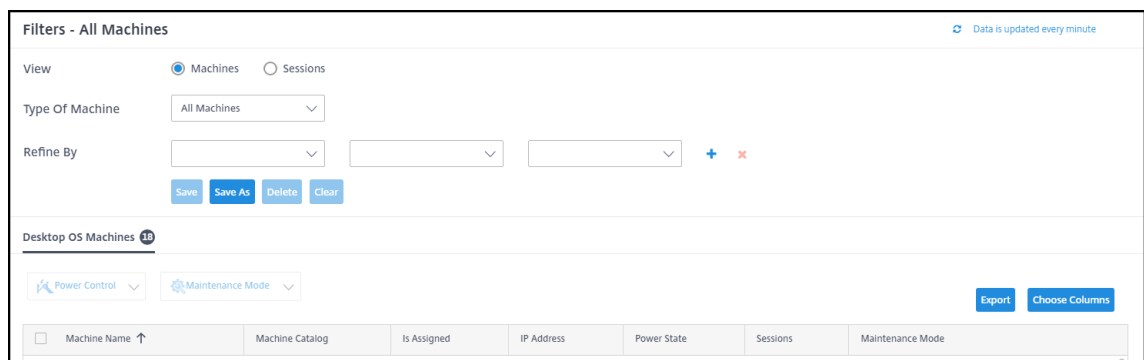 Filters - All Machines
Data is updated every minute
View Machines Sessions
Type Of Machine All Machines
Refine By
Save Save As Delete Clear
Desktop OS Machines 18
Power Control Maintenance Mode
Export Choose Columns
Machine Name Machine Catalog Is Assigned IP Address Power State Sessions Maintenance Mode